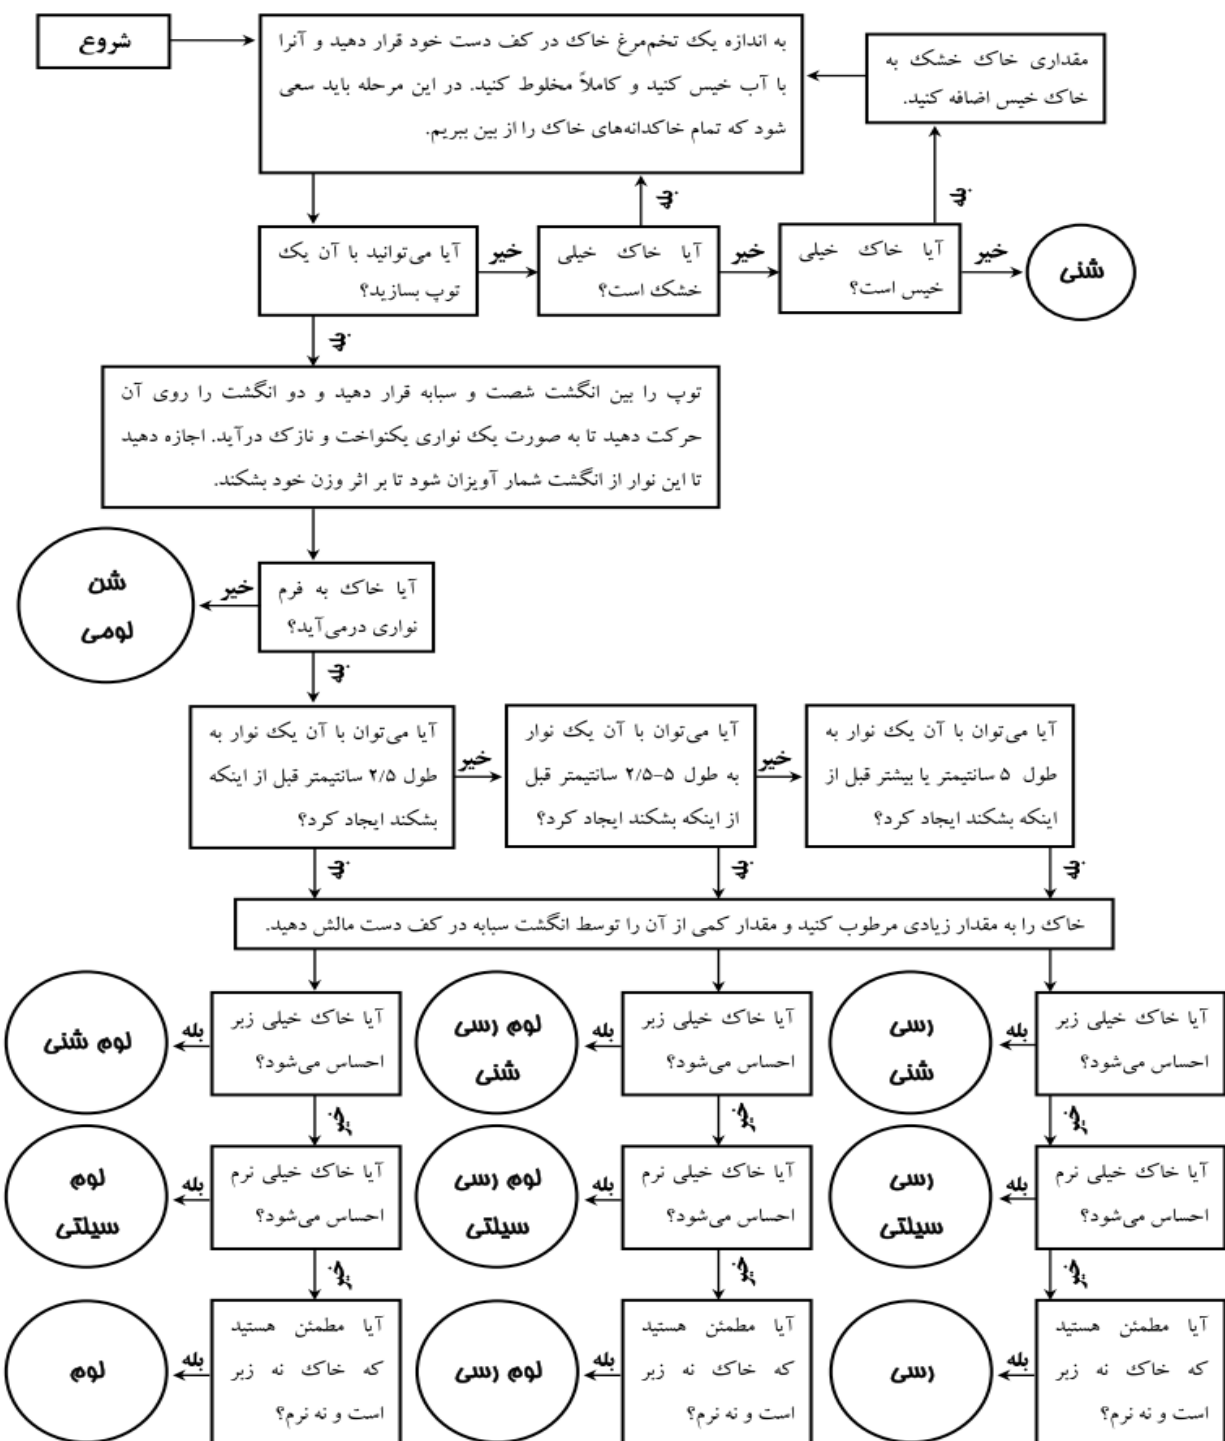 شروع
به اندازه یک تخم‌مرغ خاک در کف دست خود قرار دهید و آنرا
با آب خیس کنید و کاملاً مخلوط کنید. در این مرحله باید سعی
شود که تمام خاکدانه‌های خاک را از بین ببریم.
مقداری خاک خشک به
خاک خیس اضافه کنید.
بله
بله
آیا می‌توانید با آن یک
توپ بسازید؟
خیر
آیا خاک خیلی
خشک است؟
خیر
آیا خاک خیلی
خیس است؟
خیر
شنی
بله
توپ را بین انگشت شصت و سبابه قرار دهید و دو انگشت را روی آن
حرکت دهید تا به صورت یک نواری یکنواخت و نازک درآید. اجازه دهید
تا این نوار از انگشت شمار آویزان شود تا بر اثر وزن خود بشکند.
آیا خاک به فرم
نواری درمی‌آید؟
خیر
شن
لومی
بله
آیا می‌توان با آن یک نوار به
طول ۲/۵ سانتیمتر قبل از اینکه
بشکند ایجاد کرد؟
خیر
آیا می‌توان با آن یک نوار
به طول ۵–۲/۵ سانتیمتر قبل
از اینکه بشکند ایجاد کرد؟
خیر
آیا می‌توان با آن یک نوار به
طول ۵ سانتیمتر یا بیشتر قبل از
اینکه بشکند ایجاد کرد؟
بله
بله
بله
خاک را به مقدار زیادی مرطوب کنید و مقدار کمی از آن را توسط انگشت سبابه در کف دست مالش دهید.
آیا خاک خیلی زبر
احساس می‌شود؟
بله
رسی
شنی
آیا خاک خیلی زبر
احساس می‌شود؟
بله
لوم رسی
شنی
آیا خاک خیلی زبر
احساس می‌شود؟
بله
لوم شنی
خیر
خیر
خیر
آیا خاک خیلی نرم
احساس می‌شود؟
بله
رسی
سیلتی
آیا خاک خیلی نرم
احساس می‌شود؟
بله
لوم رسی
سیلتی
آیا خاک خیلی نرم
احساس می‌شود؟
بله
لوم
سیلتی
خیر
خیر
خیر
آیا مطمئن هستید
که خاک نه زبر
است و نه نرم؟
بله
رسی
آیا مطمئن هستید
که خاک نه زبر
است و نه نرم؟
بله
لوم رسی
آیا مطمئن هستید
که خاک نه زبر
است و نه نرم؟
بله
لوم